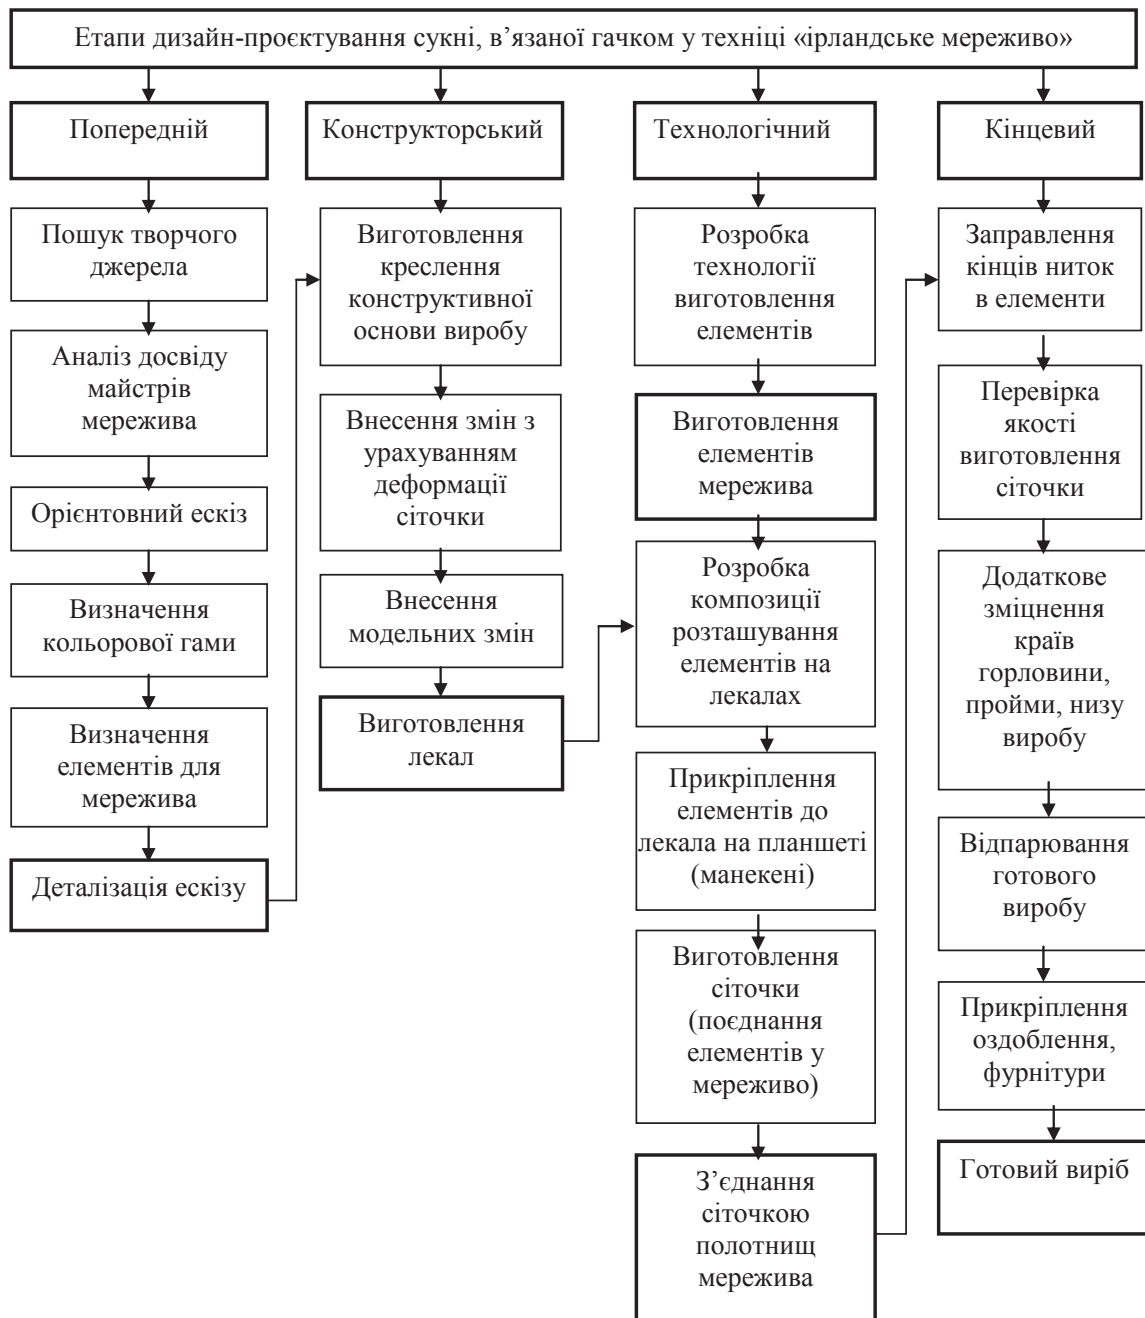 Етапи дизайн-проєктування сукні, в’язаної гачком у техніці «ірландське мереживо»
Попередній
Пошук творчого
джерела
Аналіз досвіду
майстрів
мережива
Орієнтовний ескіз
Визначення
кольорової гами
Визначення
елементів для
мережива
Деталізація ескізу
Конструкторський
Виготовлення
креслення
конструктивної
основи виробу
Внесення змін з
урахуванням
деформації
сіточки
Внесення
модельних змін
Виготовлення
лекал
Технологічний
Розробка
технології
виготовлення
елементів
Виготовлення
елементів
мережива
Розробка
композиції
розташування
елементів на
лекалах
Прикріплення
елементів до
лекала на планшеті
(манекені)
Виготовлення
сіточки
(поєднання
елементів у
мереживо)
З’єднання
сіточкою
полотнищ
мережива
Кінцевий
Заправлення
кінців ниток
в елементи
Перевірка
якості
виготовлення
сіточки
Додаткове
зміцнення
країв
горловини,
пройми, низу
виробу
Відпарювання
готового
виробу
Прикріплення
оздоблення,
фурнітури
Готовий виріб